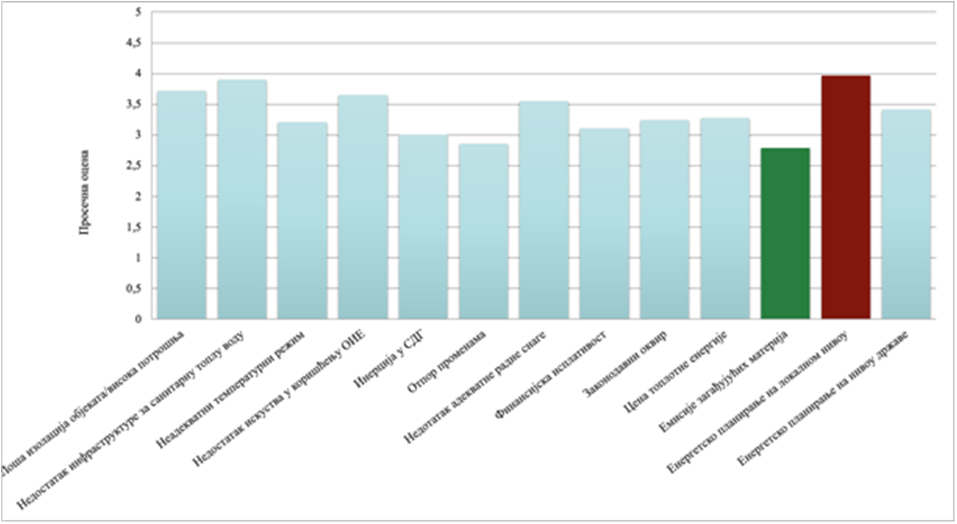 5
4,5
4
3,5
3
2,5
2
1,5
1
0,5
0
Просечна оцена
Лоша изолација објеката/висока потрошња
Недостатак инфраструктуре за санитарну топлу воду
Неадекватни температурни режим
Недостатак искуства у коришћењу ОИЕ
Инерција у СДГ
Отпор променама
Недотатак адекватне радне снаге
Финансијска исплативост
Законодавни оквир
Цена топлотне енергије
Емисије загађујућих материја
Енергетско планирање на локалном нивоу
Енергетско планирање на нивоу државе